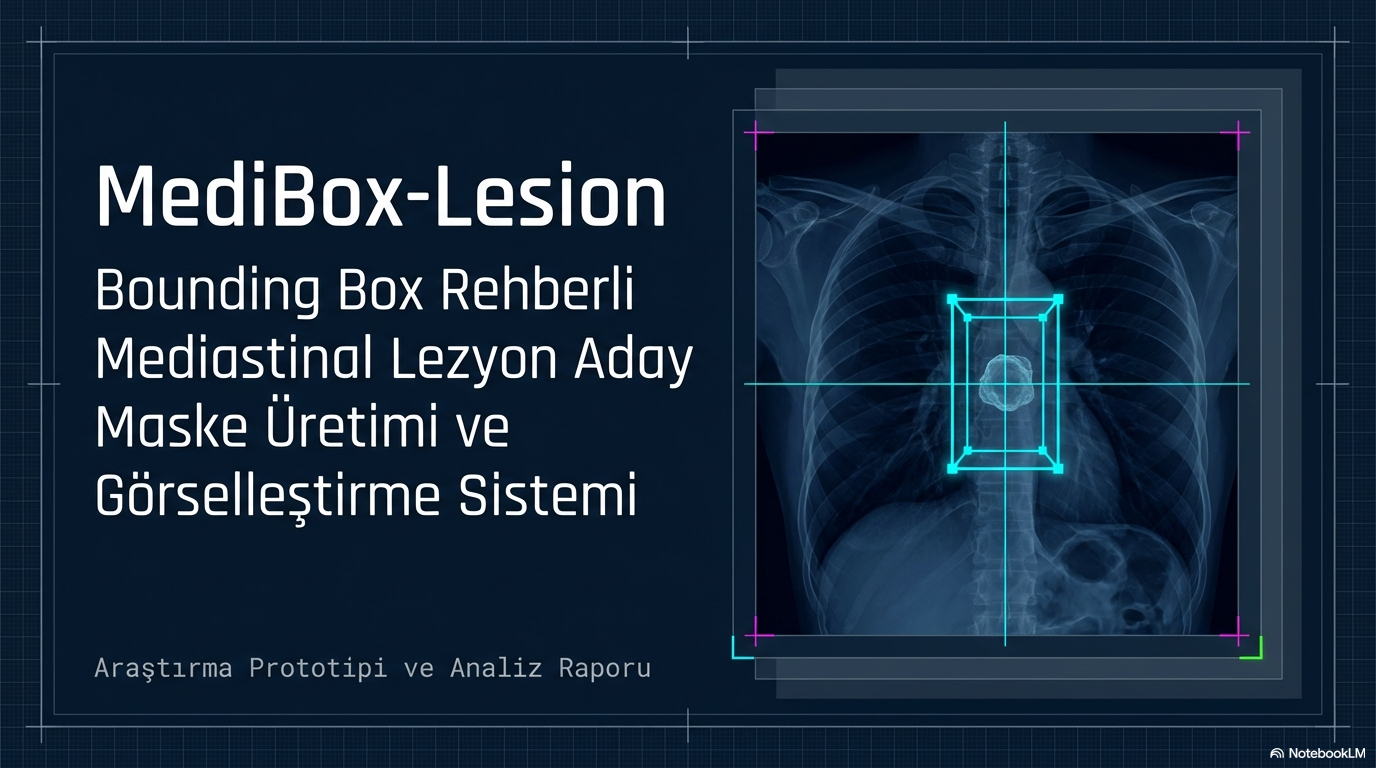 MediBox-Lesion
Bounding Box Rehberli
Mediastinal Lezyon Aday
Maske Üretimi ve
Görselleştirme Sistemi
Araştırma Prototipi ve Analiz Raporu
NotebookLM